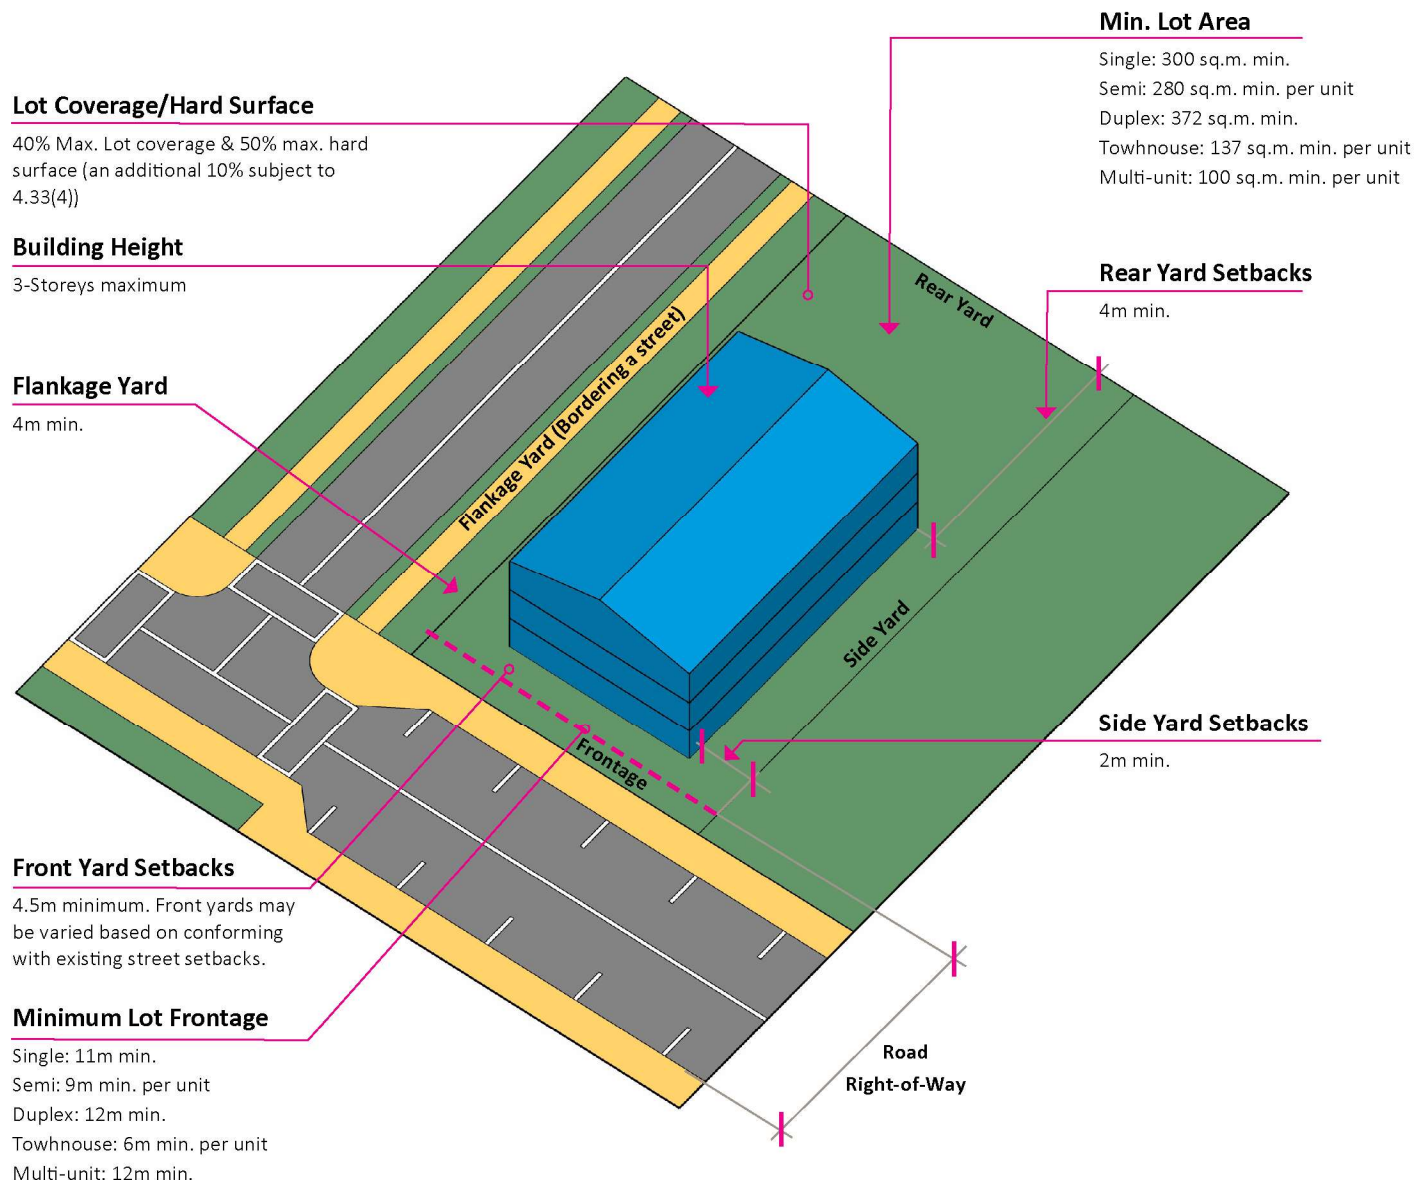 Min. Lot Area
Single: 300 sq.m. min.
Semi: 280 sq.m. min. per unit
Duplex: 372 sq.m. min.
Towhnouse: 137 sq.m. min. per unit
Multi-unit: 100 sq.m. min. per unit
Lot Coverage/Hard Surface
40% Max. Lot coverage & 50% max. hard
surface (an additional 10% subject to
4.33(4))
Building Height
3-Storeys maximum
Rear Yard Setbacks
4m min.
Rear Yard
Flankage Yard
4m min.
Flankage Yard (Bordering a street)
Side Yard
Side Yard Setbacks
2m min.
Frontage
Front Yard Setbacks
4.5m minimum. Front yards may
be varied based on conforming
with existing street setbacks.
Minimum Lot Frontage
Single: 11m min.
Semi: 9m min. per unit
Duplex: 12m min.
Towhnouse: 6m min. per unit
Multi-unit: 12m min.
Road
Right-of-Way